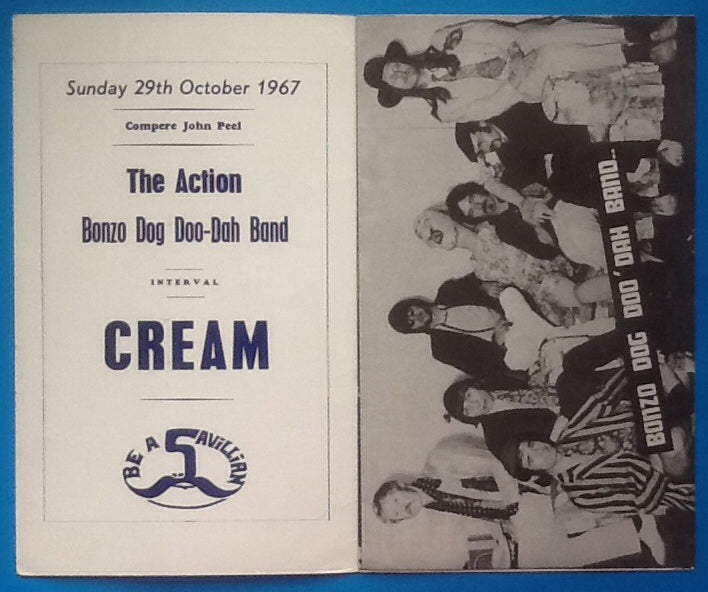 Sunday 29th October 1967
Compere John Peel
The Action
Bonzo Dog Doo-Dah Band
INTERVAL
CREAM
BE A SAVILLIAN
BONZO DOG DOO'DAH BAND..